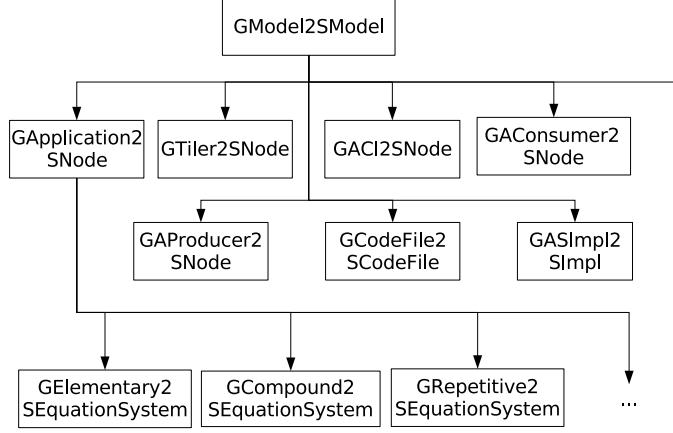 GModel2SModel
GApplication2
SNode
GTiler2SNode
GACI2SNode
GAConsumer2
SNode
GAProducer2
SNode
GCodeFile2
SCodeFile
GASImpl2
SImpl
GElementary2
SEquationSystem
GCompound2
SEquationSystem
GRepetitive2
SEquationSystem
...